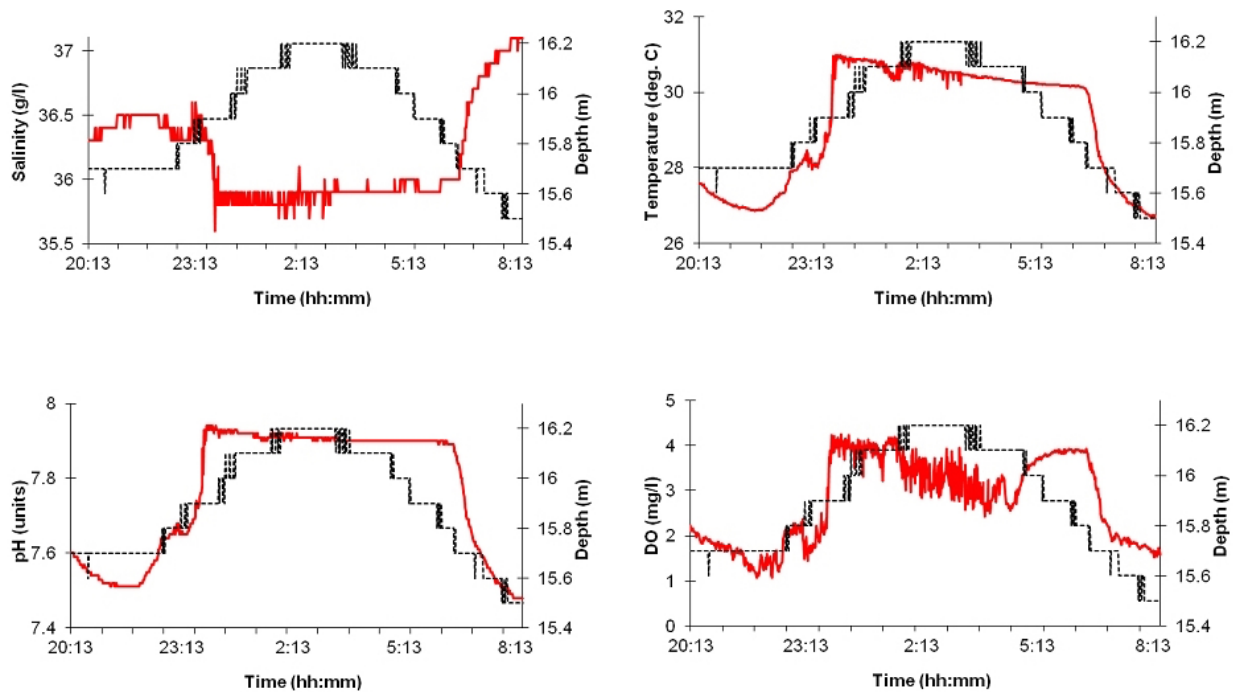 Salinity (g/l)
37
36.5
36
35.5
16.2
16
15.8
15.6
15.4
Depth (m)
20:13 23:13 2:13 5:13 8:13
Time (hh:mm)
Temperature (deg. C)
32
30
28
26
16.2
16
15.8
15.6
15.4
Depth (m)
20:13 23:13 2:13 5:13 8:13
Time (hh:mm)
pH (units)
8
7.8
7.6
7.4
16.2
16
15.8
15.6
15.4
Depth (m)
20:13 23:13 2:13 5:13 8:13
Time (hh:mm)
DO (mg/l)
5
4
3
2
1
0
16.2
16
15.8
15.6
15.4
Depth (m)
20:13 23:13 2:13 5:13 8:13
Time (hh:mm)